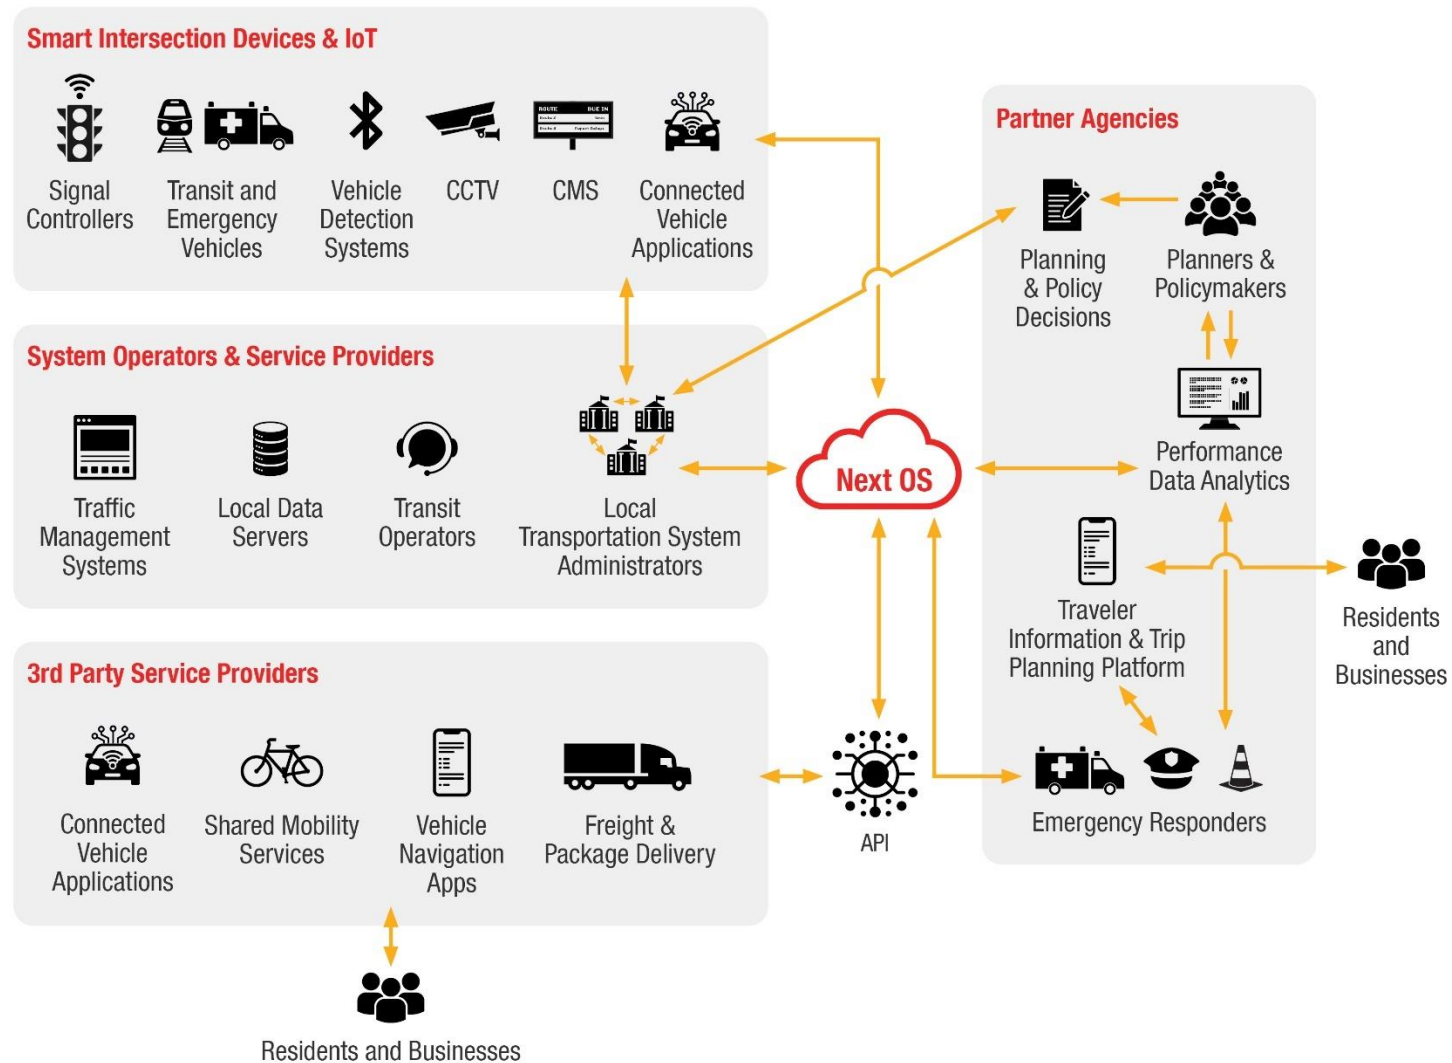 Smart Intersection Devices & IoT
Signal
Controllers
Transit and
Emergency
Vehicles
Vehicle
Detection
Systems
CCTV
ROUTE DUE IN
CMS
Connected
Vehicle
Applications
System Operators & Service Providers
Traffic
Management
Systems
Local Data
Servers
Transit
Operators
Local
Transportation System
Administrators
3rd Party Service Providers
Connected
Vehicle
Applications
Shared Mobility
Services
Vehicle
Navigation
Apps
Freight &
Package Delivery
Residents and Businesses
Next OS
API
Partner Agencies
Planning
& Policy
Decisions
Planners &
Policymakers
Performance
Data Analytics
Traveler
Information & Trip
Planning Platform
Emergency Responders
Residents
and
Businesses